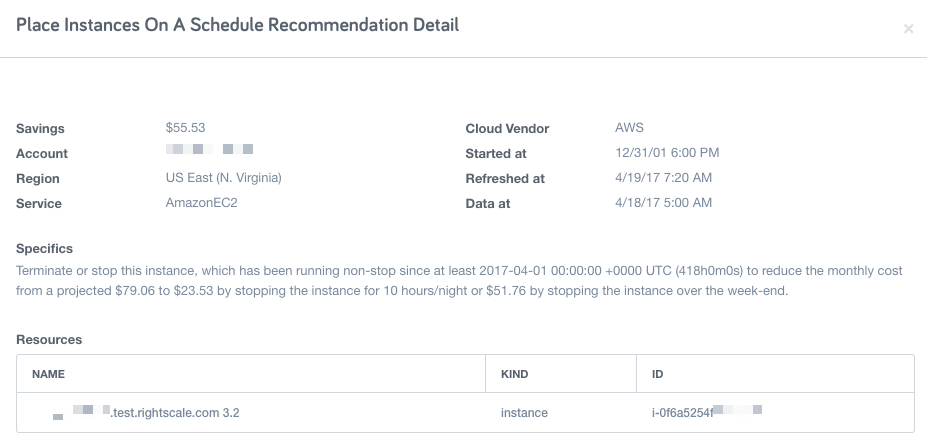 Place Instances On A Schedule Recommendation Detail
×
Savings $55.53 Cloud Vendor AWS
Account Started at 12/31/01 6:00 PM
Region US East (N. Virginia) Refreshed at 4/19/17 7:20 AM
Service AmazonEC2 Data at 4/18/17 5:00 AM
Specifics
Terminate or stop this instance, which has been running non-stop since at least 2017-04-01 00:00:00 +0000 UTC (418h0m0s) to reduce the monthly cost
from a projected $79.06 to $23.53 by stopping the instance for 10 hours/night or $51.76 by stopping the instance over the week-end.
Resources
NAME KIND ID
.test.rightscale.com 3.2 instance i-0f6a5254f